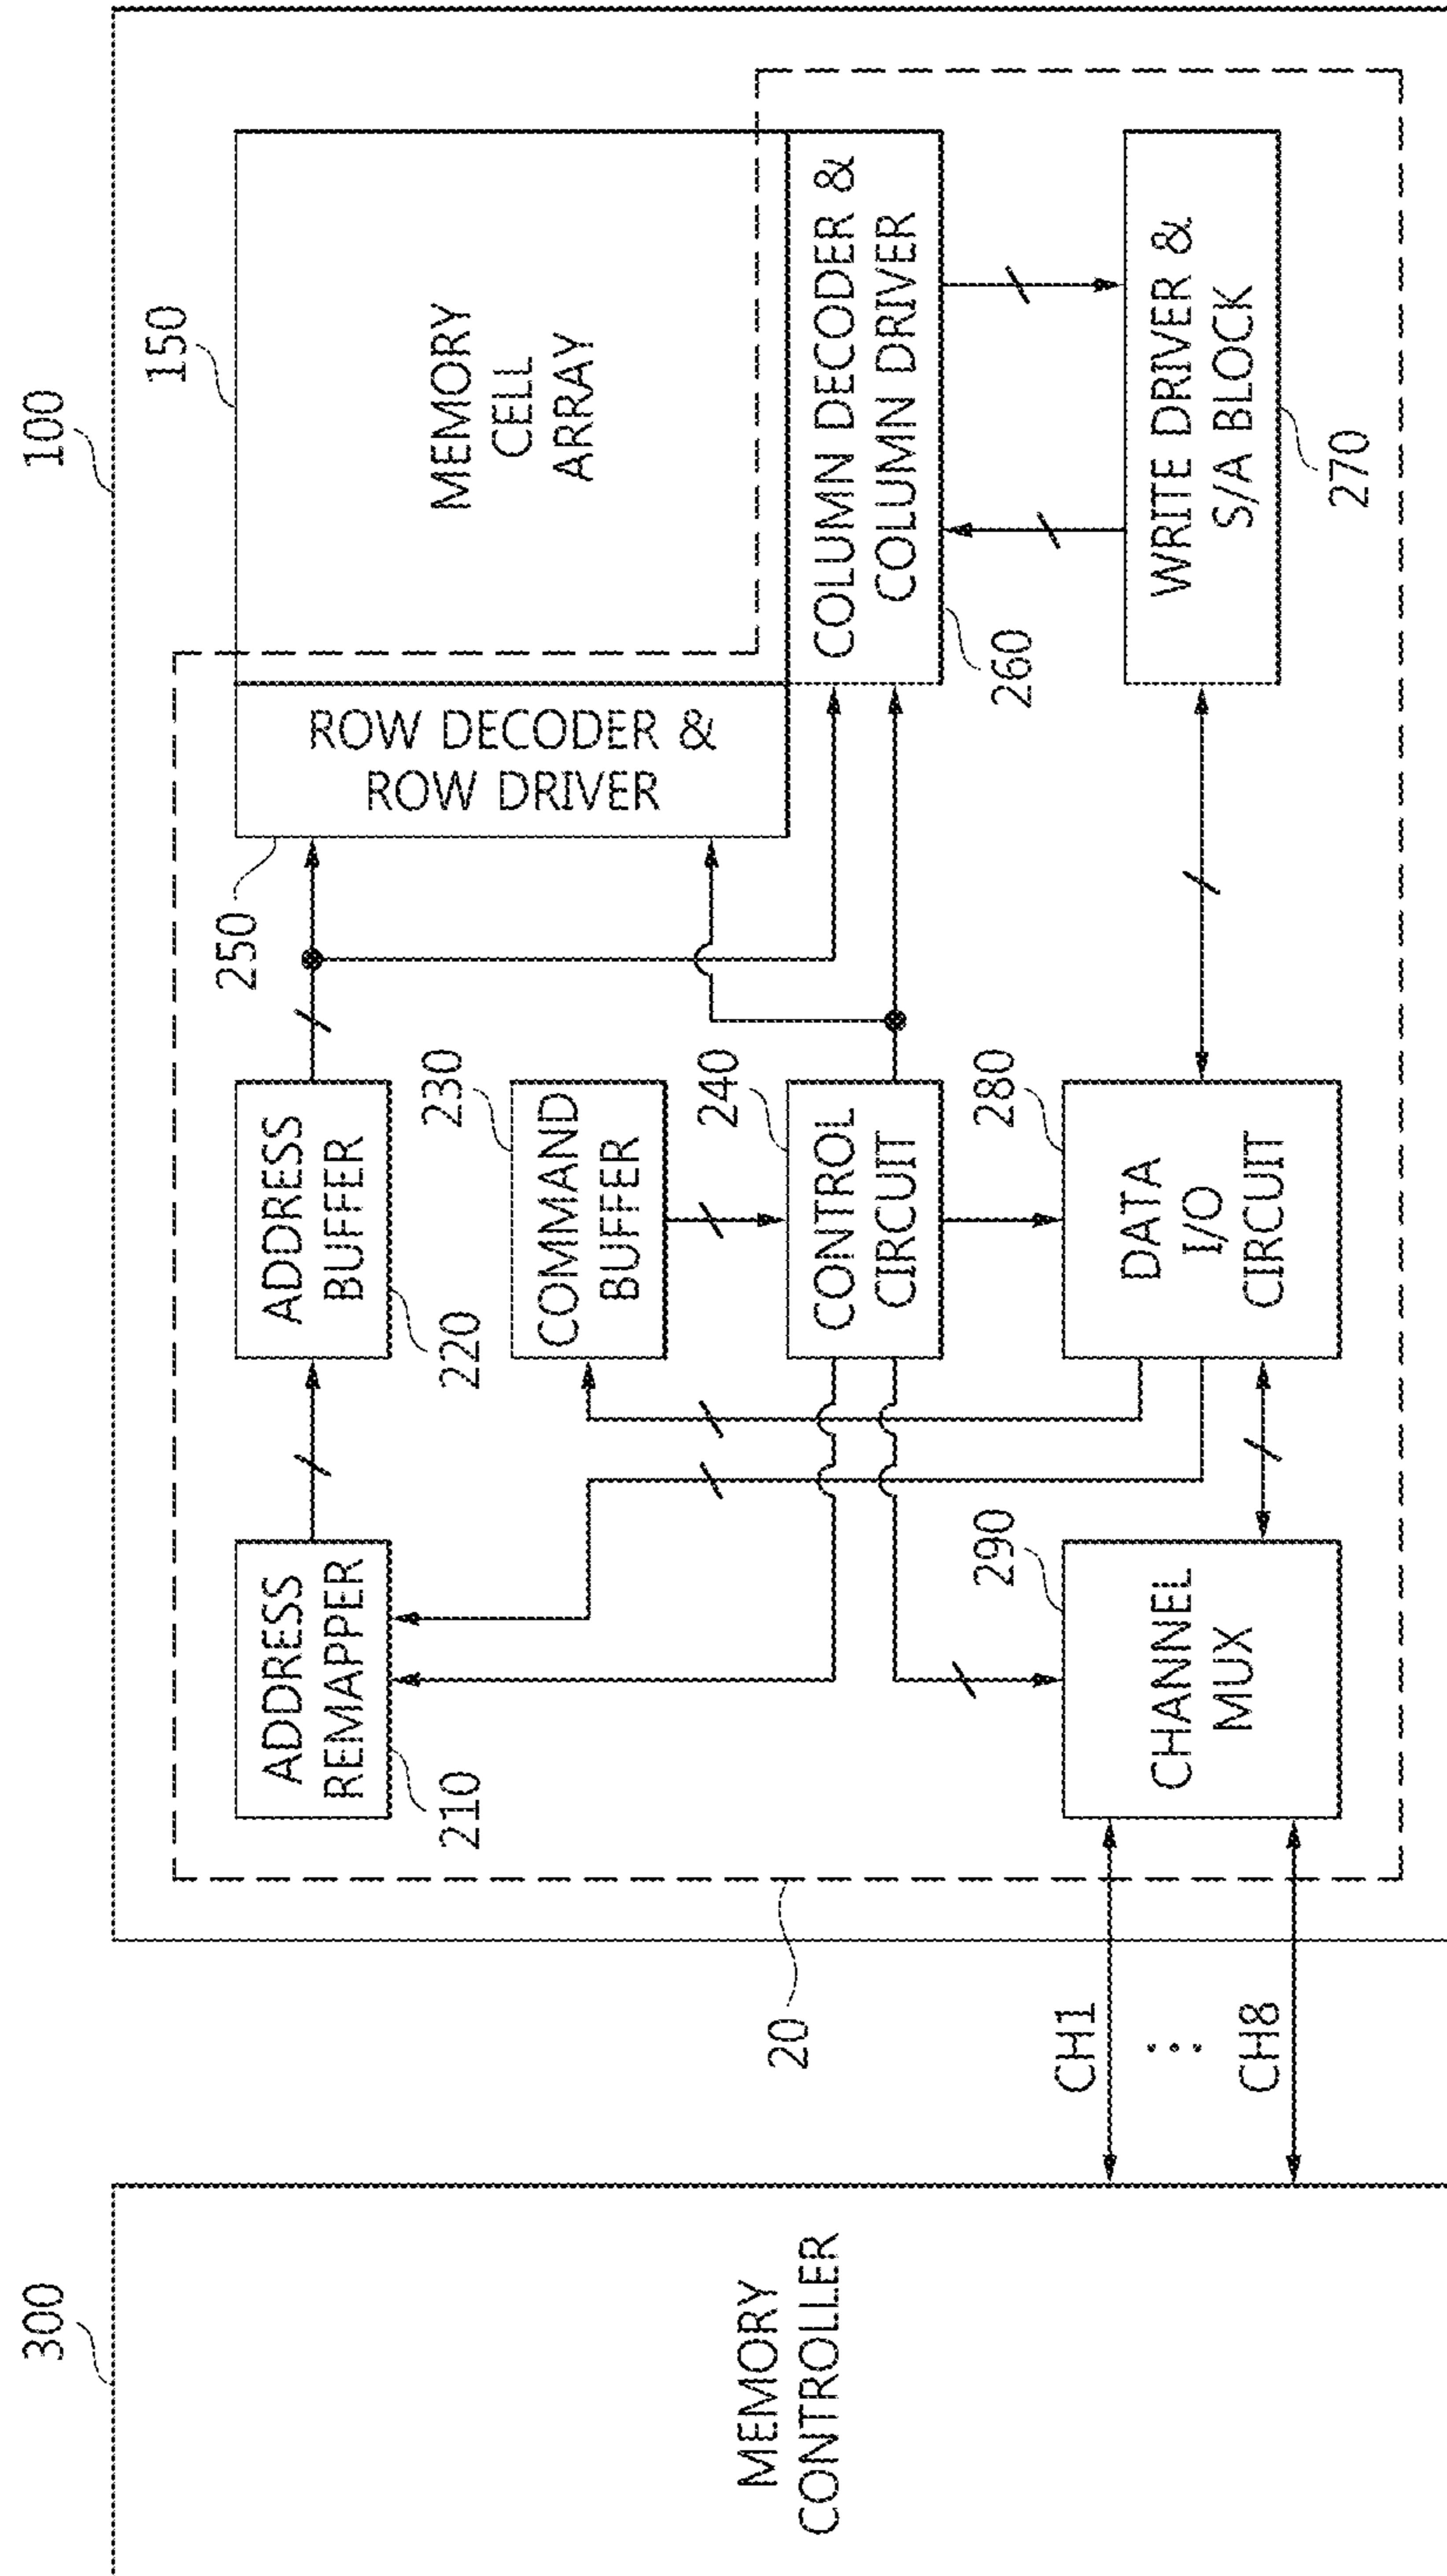 300
100
MEMORY
CONTROLLER
CH1
⋮
CH8
20
150
MEMORY
CELL
ARRAY
ROW DECODER &
ROW DRIVER
250
ADDRESS
REMAPPER
210
ADDRESS
BUFFER
220
COMMAND
BUFFER
230
CONTROL
CIRCUIT
240
COLUMN DECODER &
COLUMN DRIVER
260
CHANNEL
MUX
290
DATA
I/O
CIRCUIT
280
WRITE DRIVER &
S/A BLOCK
270